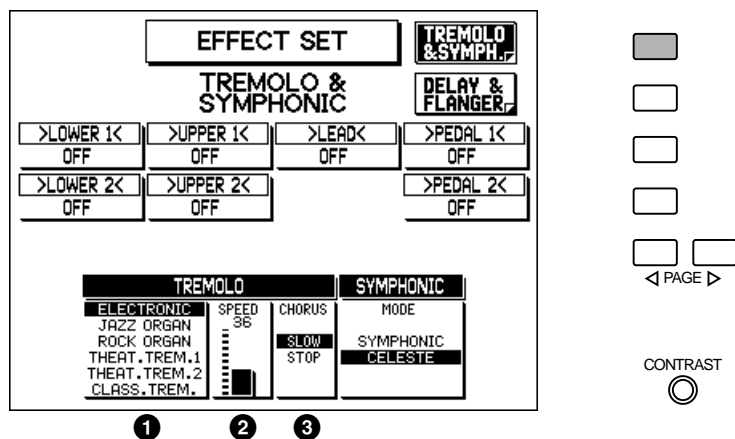 EFFECT SET
TREMOLO
&SYMPH.
TREMOLO &
SYMPHONIC
DELAY &
FLANGER
>LOWER 1< >UPPER 1< >LEAD< >PEDAL 1<
OFF OFF OFF OFF
>LOWER 2< >UPPER 2< >PEDAL 2<
OFF OFF OFF
TREMOLO SYMPHONIC
ELECTRONIC
JAZZ ORGAN
ROCK ORGAN
THEAT.TREM.1
THEAT.TREM.2
CLASS.TREM.
SPEED
36
CHORUS
SLOW
STOP
MODE
SYMPHONIC
CELESTE
1 2 3
PAGE
CONTRAST